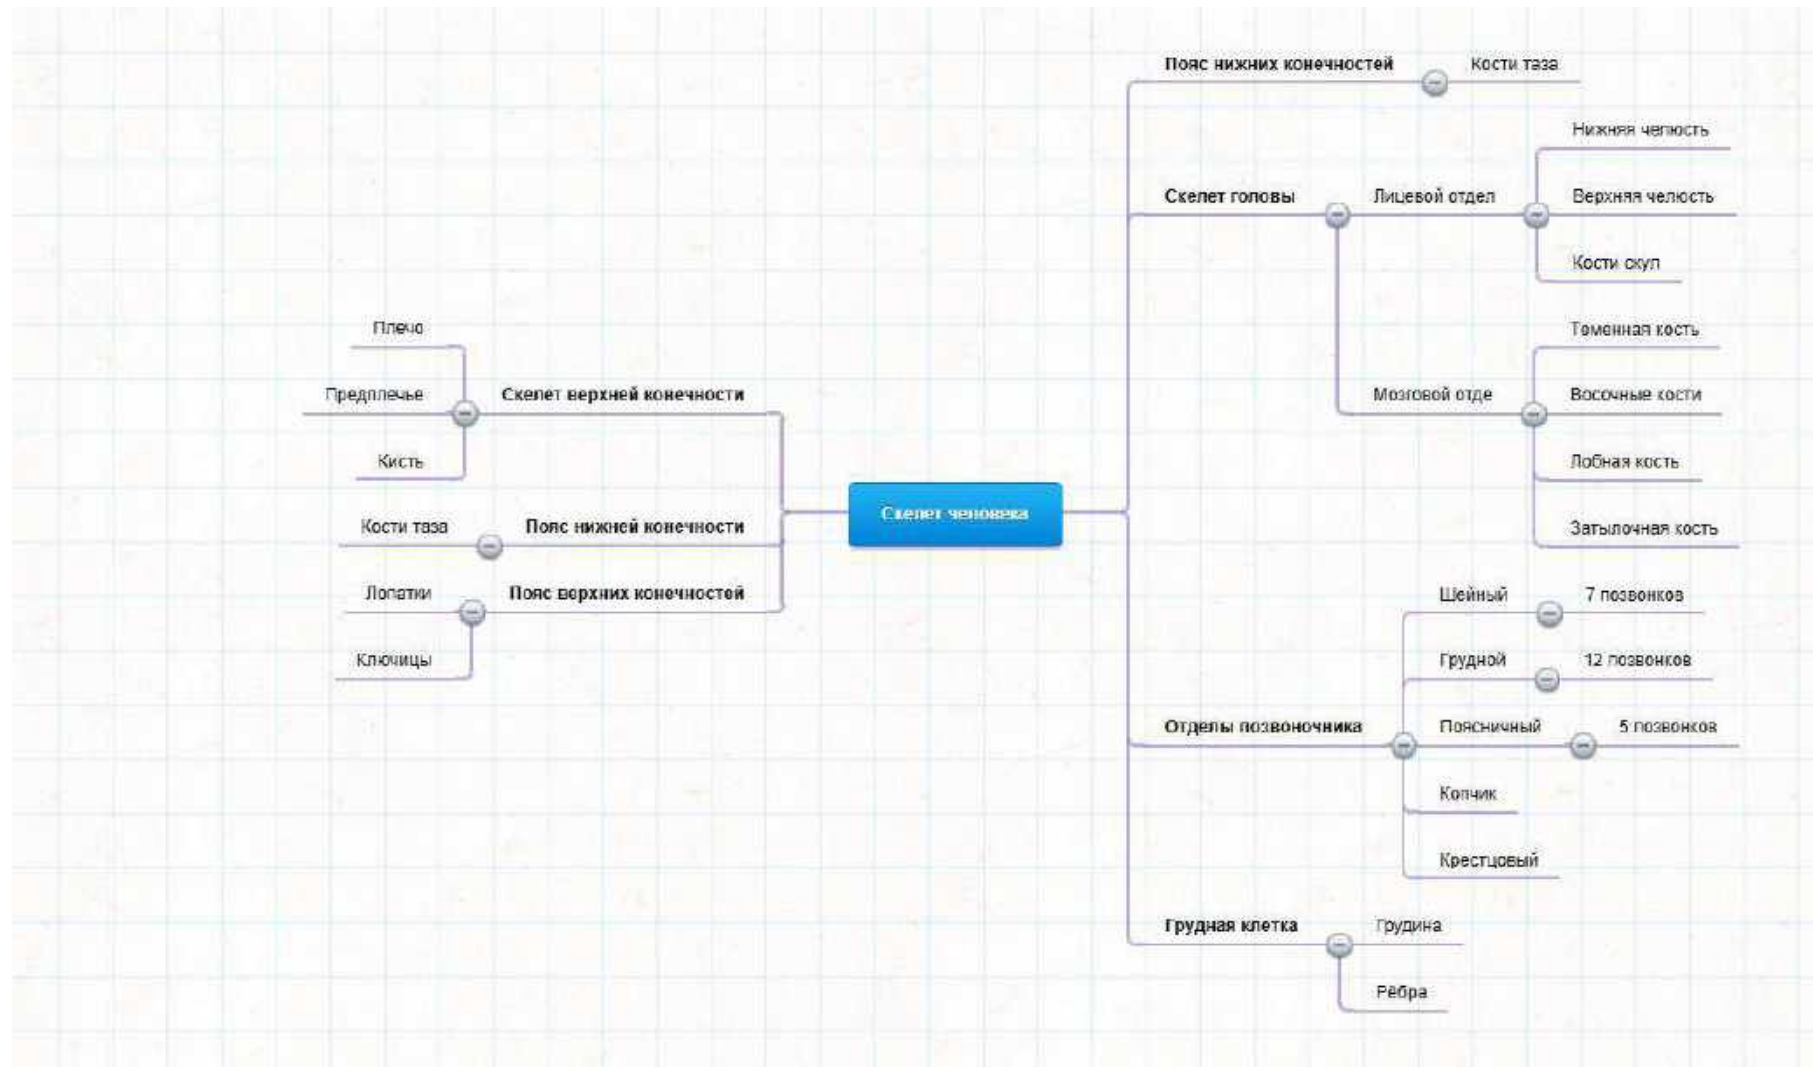 Пояс нижних конечностей
Кости таза
Скелет головы
Лицевой отдел
Нижняя челюсть
Верхняя челюсть
Кости скул
Мозговой отде
Теменная кость
Восочные кости
Лобная кость
Затылочная кость
Отделы позвоночника
Шейный
7 позвонков
Грудной
12 позвонков
Поясничный
5 позвонков
Копчик
Крестцовый
Грудная клетка
Грудина
Рёбра
Скелет человека
Скелет верхней конечности
Плечо
Предплечье
Кисть
Пояс нижней конечности
Кости таза
Пояс верхних конечностей
Лопатки
Ключицы